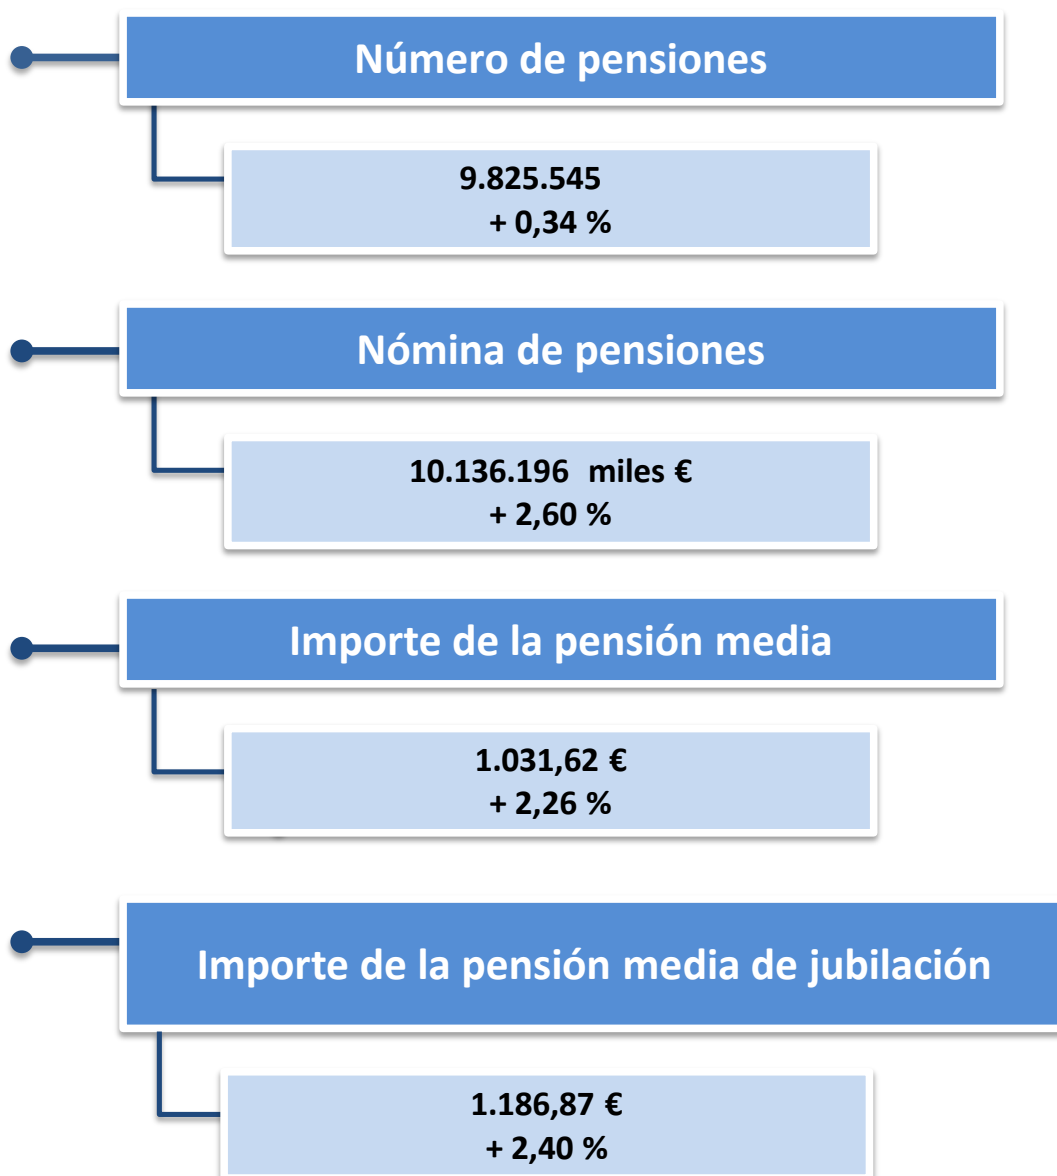 Número de pensiones
9.825.545
+ 0,34 %
Nómina de pensiones
10.136.196 miles €
+ 2,60 %
Importe de la pensión media
1.031,62 €
+ 2,26 %
Importe de la pensión media de jubilación
1.186,87 €
+ 2,40 %